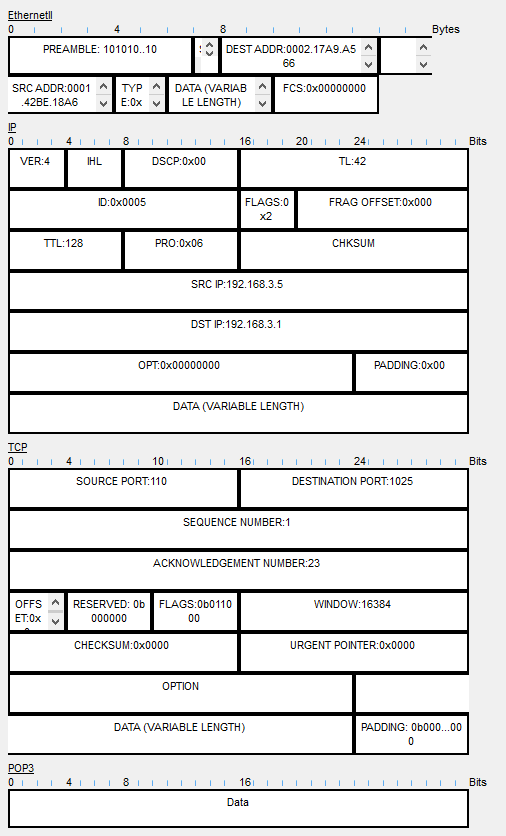 EthernetII
0 4 8 Bytes
PREAMBLE: 101010..10
DEST ADDR:0002.17A9.A5
66
SRC ADDR:0001
.42BE.18A6
TYP
E:0x
DATA (VARIAB
LE LENGTH)
FCS:0x00000000
IP
0 4 8 16 20 24 Bits
VER:4 IHL DSCP:0x00 TL:42
ID:0x0005 FLAGS:0
x2
FRAG OFFSET:0x000
TTL:128 PRO:0x06 CHKSUM
SRC IP:192.168.3.5
DST IP:192.168.3.1
OPT:0x00000000 PADDING:0x00
DATA (VARIABLE LENGTH)
TCP
0 4 10 16 24 Bits
SOURCE PORT:110 DESTINATION PORT:1025
SEQUENCE NUMBER:1
ACKNOWLEDGEMENT NUMBER:23
OFFS
ET:0x
RESERVED: 0b
000000
FLAGS:0b0110
00
WINDOW:16384
CHECKSUM:0x0000 URGENT POINTER:0x0000
OPTION
DATA (VARIABLE LENGTH) PADDING: 0b000...00
0
POP3
0 4 8 16 Bits
Data